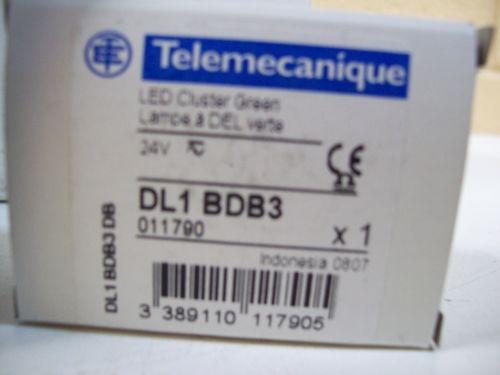 Telemecanique
LED Cluster Green
Lampe à DEL verte
24V
CE
DL1 BDB3
011790
x 1
Indonesia 0807
DL1 BDB3 DB
3 389110 117905